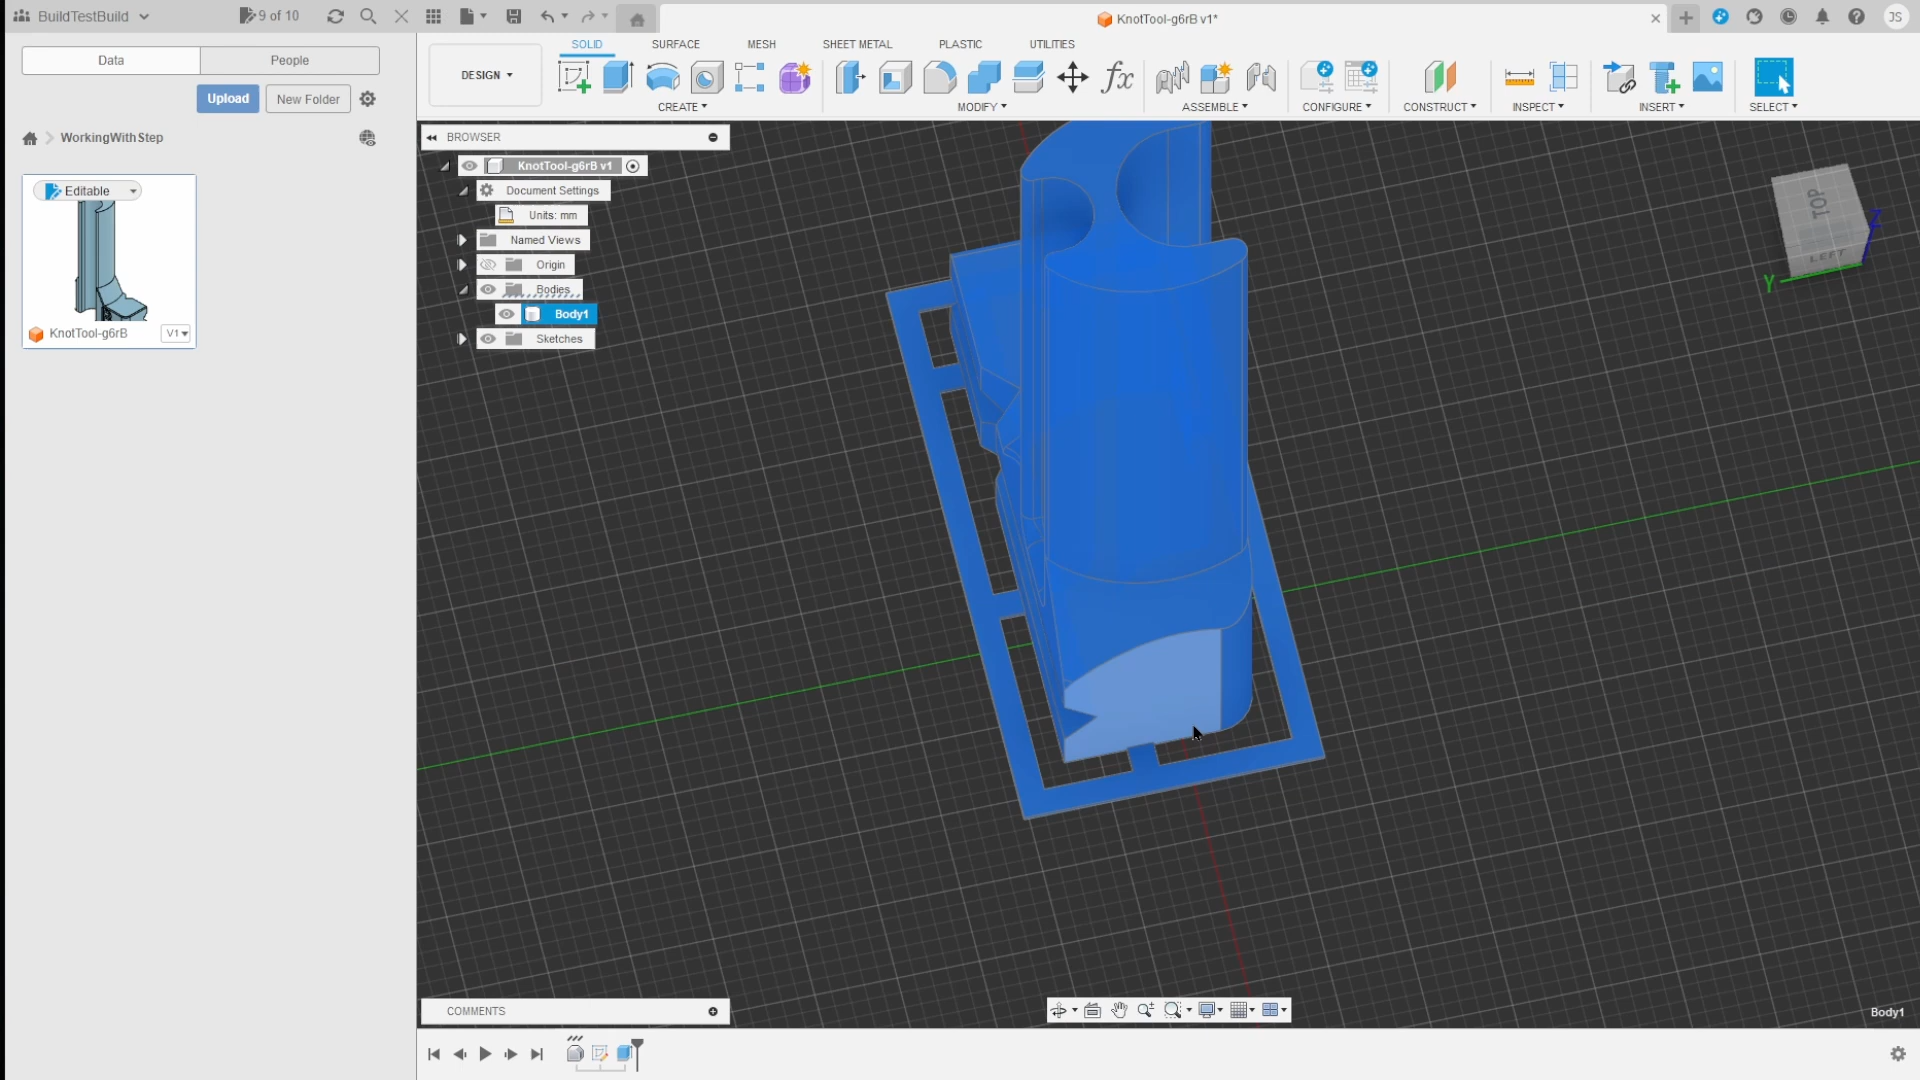 BuildTestBuild
9 of 10
KnotTool-g6rB v1*
JS
Data
People
Upload
New Folder
WorkingWithStep
Editable
KnotTool-g6rB
V1
DESIGN
SOLID
SURFACE
MESH
SHEET METAL
PLASTIC
UTILITIES
CREATE
MODIFY
ASSEMBLE
CONFIGURE
CONSTRUCT
INSPECT
INSERT
SELECT
BROWSER
KnotTool-g6rB v1
Document Settings
Units: mm
Named Views
Origin
Bodies
Body1
Sketches
TOP
LEFT
Z
Y
COMMENTS
Body1